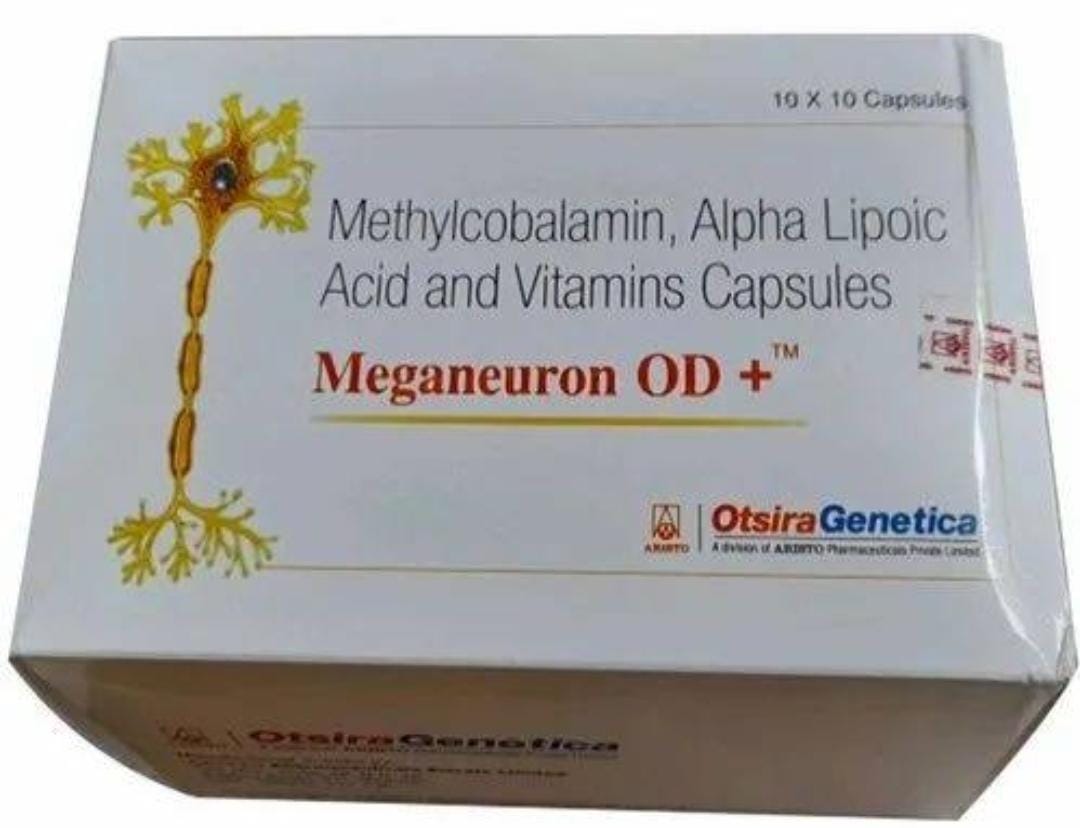 10 X 10 Capsules
Methylcobalamin, Alpha Lipoic
Acid and Vitamins Capsules
Meganeuron OD +™
ARISTO
OtsiraGenetica
A division of ARISTO Pharmaceuticals Private Limited
OtsiraGenetica